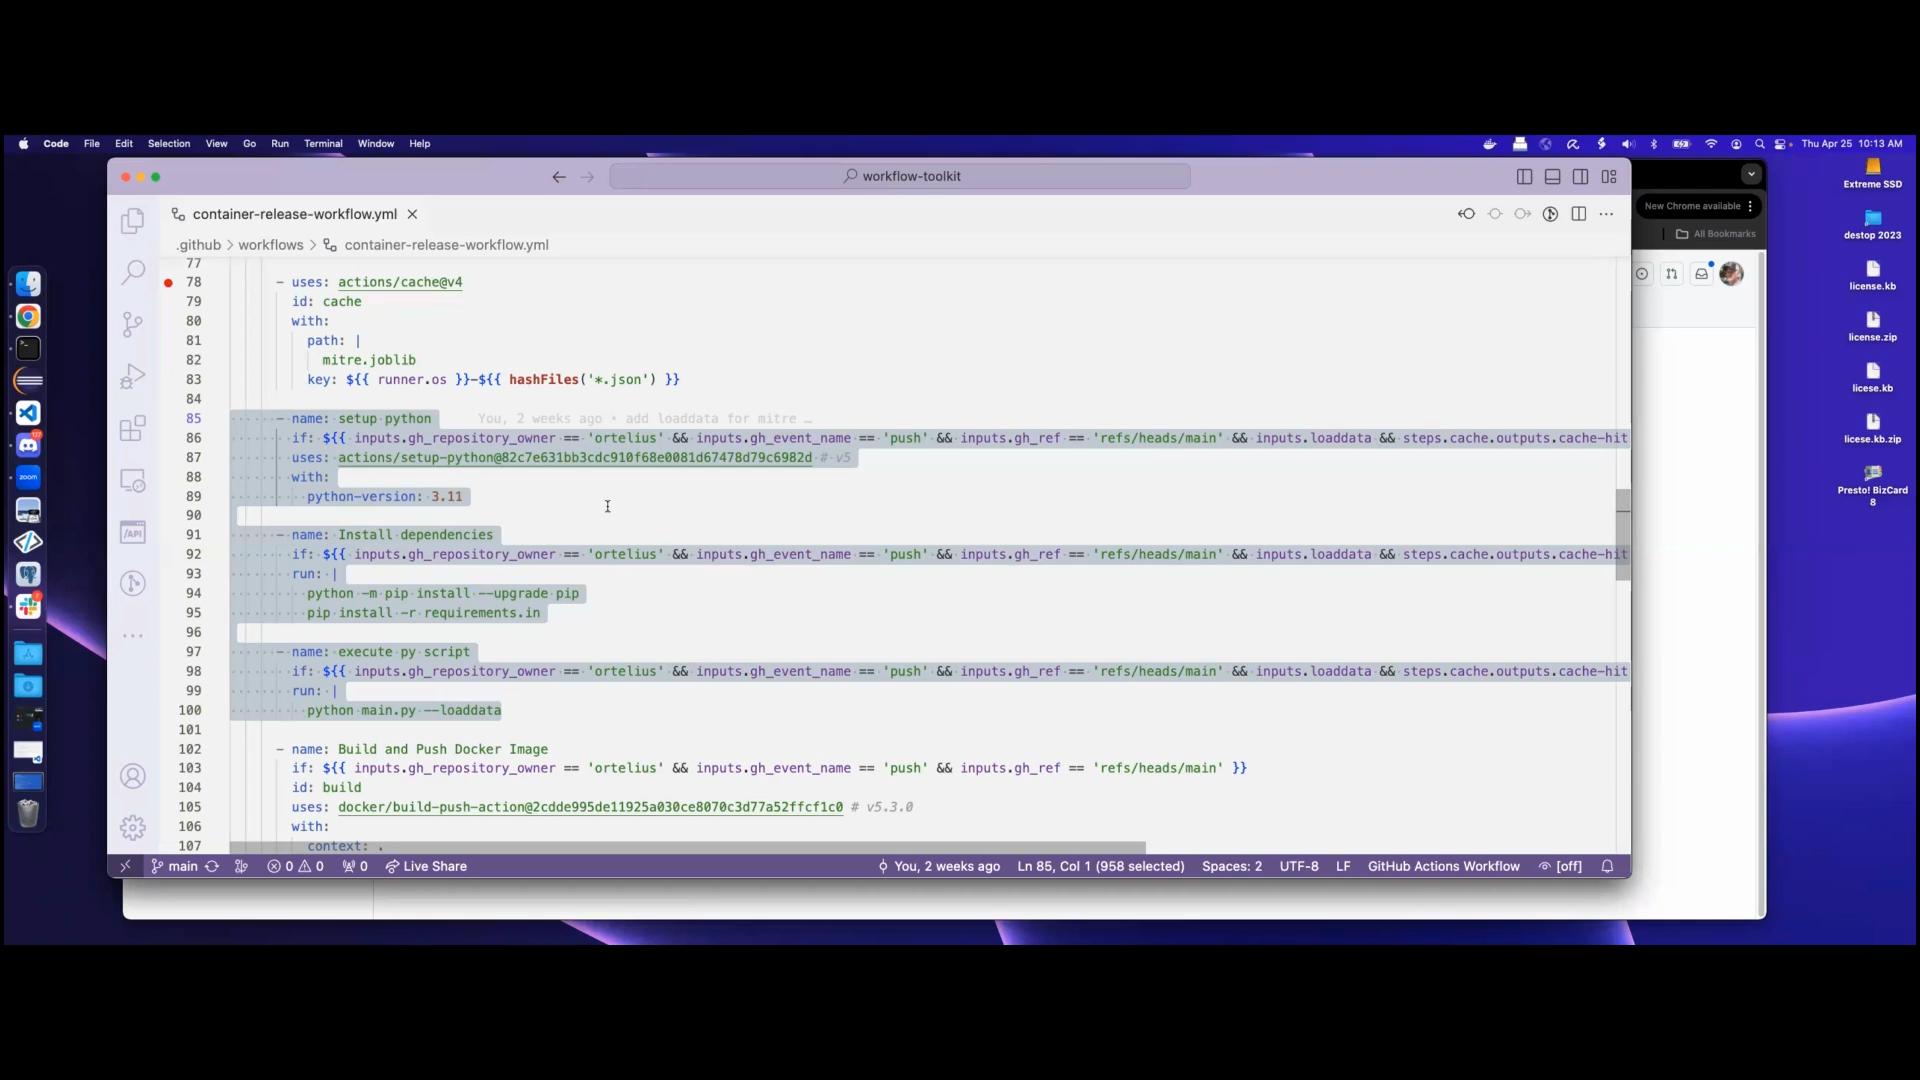 Code File Edit Selection View Go Run Terminal Window Help
Thu Apr 25 10:13 AM
workflow-toolkit
Extreme SSD
container-release-workflow.yml
New Chrome available
.github > workflows > container-release-workflow.yml
All Bookmarks
destop 2023
license.kb
license.zip
licese.kb
licese.kb.zip
Presto! BizCard 8
77
78 - uses: actions/cache@v4
79 id: cache
80 with:
81 path: |
82 mitre.joblib
83 key: ${{ runner.os }}-${{ hashFiles('*.json') }}
84
85 - name: setup python You, 2 weeks ago • add loaddata for mitre …
86 if: ${{ inputs.gh_repository_owner == 'ortelius' && inputs.gh_event_name == 'push' && inputs.gh_ref == 'refs/heads/main' && inputs.loaddata && steps.cache.outputs.cache-hit
87 uses: actions/setup-python@82c7e631bb3cdc910f68e0081d67478d79c6982d # v5
88 with:
89 python-version: 3.11
90
91 - name: Install dependencies
92 if: ${{ inputs.gh_repository_owner == 'ortelius' && inputs.gh_event_name == 'push' && inputs.gh_ref == 'refs/heads/main' && inputs.loaddata && steps.cache.outputs.cache-hit
93 run: |
94 python -m pip install --upgrade pip
95 pip install -r requirements.in
96
97 - name: execute py script
98 if: ${{ inputs.gh_repository_owner == 'ortelius' && inputs.gh_event_name == 'push' && inputs.gh_ref == 'refs/heads/main' && inputs.loaddata && steps.cache.outputs.cache-hit
99 run: |
100 python main.py --loaddata
101
102 - name: Build and Push Docker Image
103 if: ${{ inputs.gh_repository_owner == 'ortelius' && inputs.gh_event_name == 'push' && inputs.gh_ref == 'refs/heads/main' }}
104 id: build
105 uses: docker/build-push-action@2cdde995de11925a030ce8070c3d77a52ffcf1c0 # v5.3.0
106 with:
107 context: .
main 0 0 0 Live Share You, 2 weeks ago Ln 85, Col 1 (958 selected) Spaces: 2 UTF-8 LF GitHub Actions Workflow [off]
/API
zoom